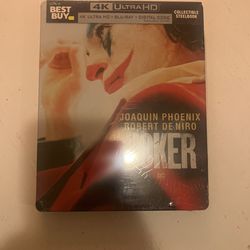 BEST BUY
4K ULTRA HD
COLLECTIBLE
STEELBOOK
4K ULTRA HD + BLU-RAY + DIGITAL CODE
JOAQUIN PHOENIX
ROBERT DE NIRO
JOKER
DC